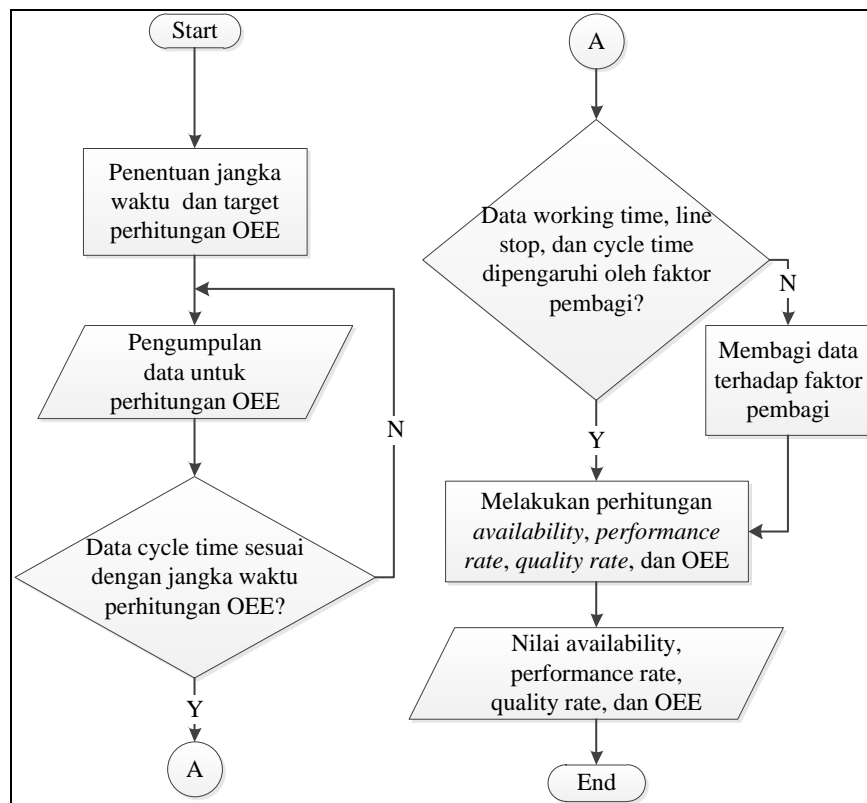 Start
Penentuan jangka
waktu dan target
perhitungan OEE
Pengumpulan
data untuk
perhitungan OEE
N
Data cycle time sesuai
dengan jangka waktu
perhitungan OEE?
Y
A
A
Data working time, line
stop, dan cycle time
dipengaruhi oleh faktor
pembagi?
N
Membagi data
terhadap faktor
pembagi
Y
Melakukan perhitungan
availability, performance
rate, quality rate, dan OEE
Nilai availability,
performance rate,
quality rate, dan OEE
End